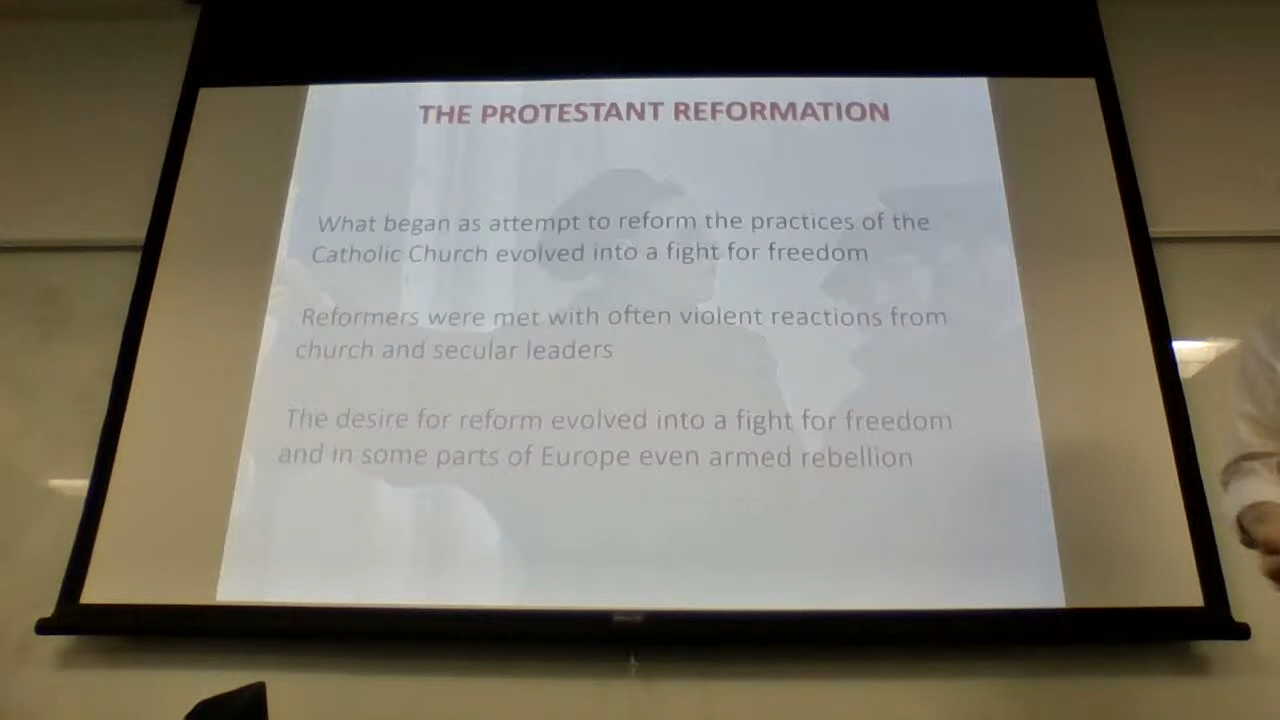 THE PROTESTANT REFORMATION
What began as attempt to reform the practices of the
Catholic Church evolved into a fight for freedom
Reformers were met with often violent reactions from
church and secular leaders
The desire for reform evolved into a fight for freedom
and in some parts of Europe even armed rebellion